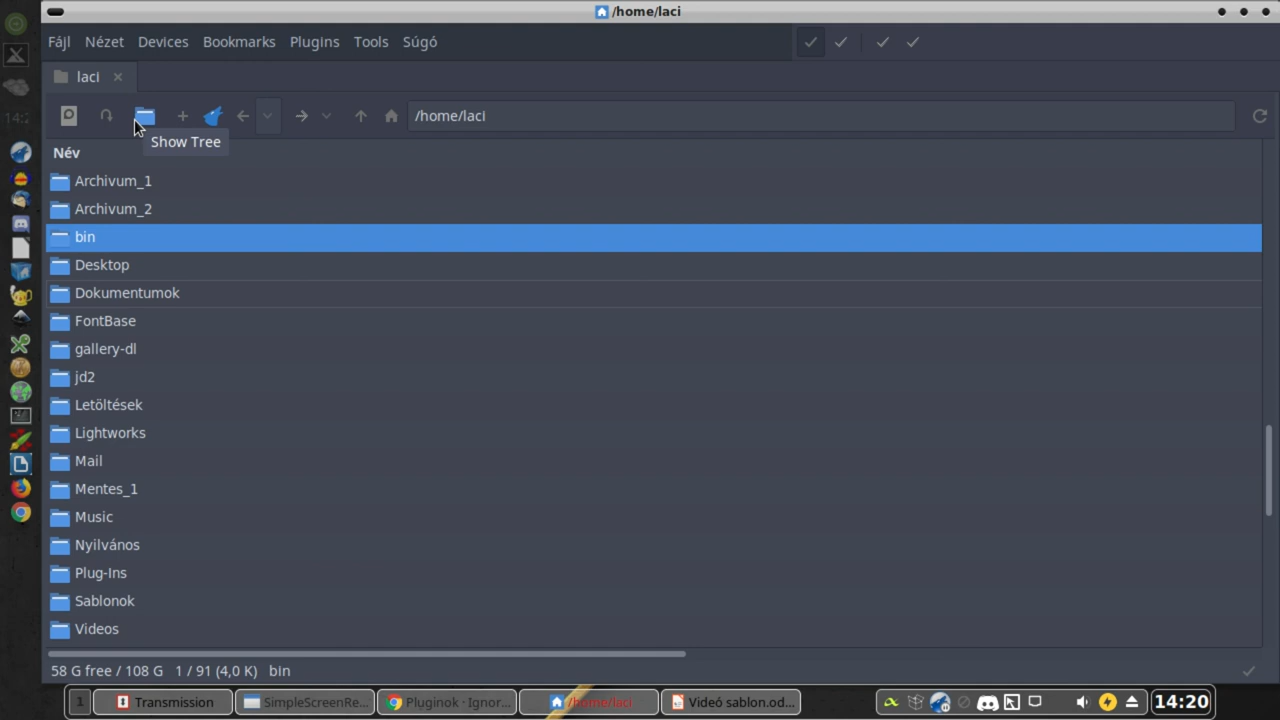 /home/laci
Fájl Nézet Devices Bookmarks Plugins Tools Súgó
laci
/home/laci
Show Tree
Név
Archivum_1
Archivum_2
bin
Desktop
Dokumentumok
FontBase
gallery-dl
jd2
Letöltések
Lightworks
Mail
Mentes_1
Music
Nyilvános
Plug-Ins
Sablonok
Videos
58 G free / 108 G 1 / 91 (4,0 K) bin
1 Transmission SimpleScreenRe... Pluginok - Ignor... /home/laci Videó sablon.od... 14:20